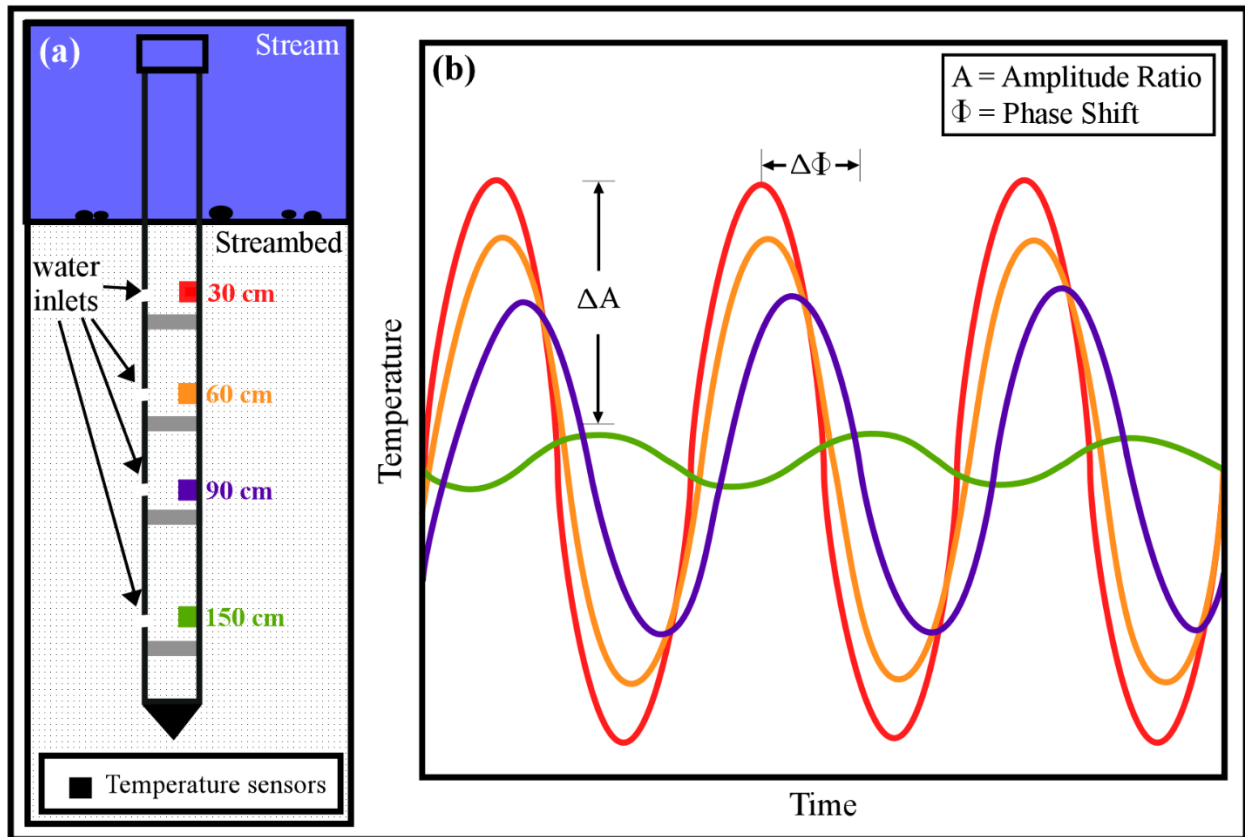 (a)
Stream
Streambed
water
inlets
30 cm
60 cm
90 cm
150 cm
Temperature sensors
(b)
A = Amplitude Ratio
Φ = Phase Shift
ΔΦ
ΔA
Temperature
Time